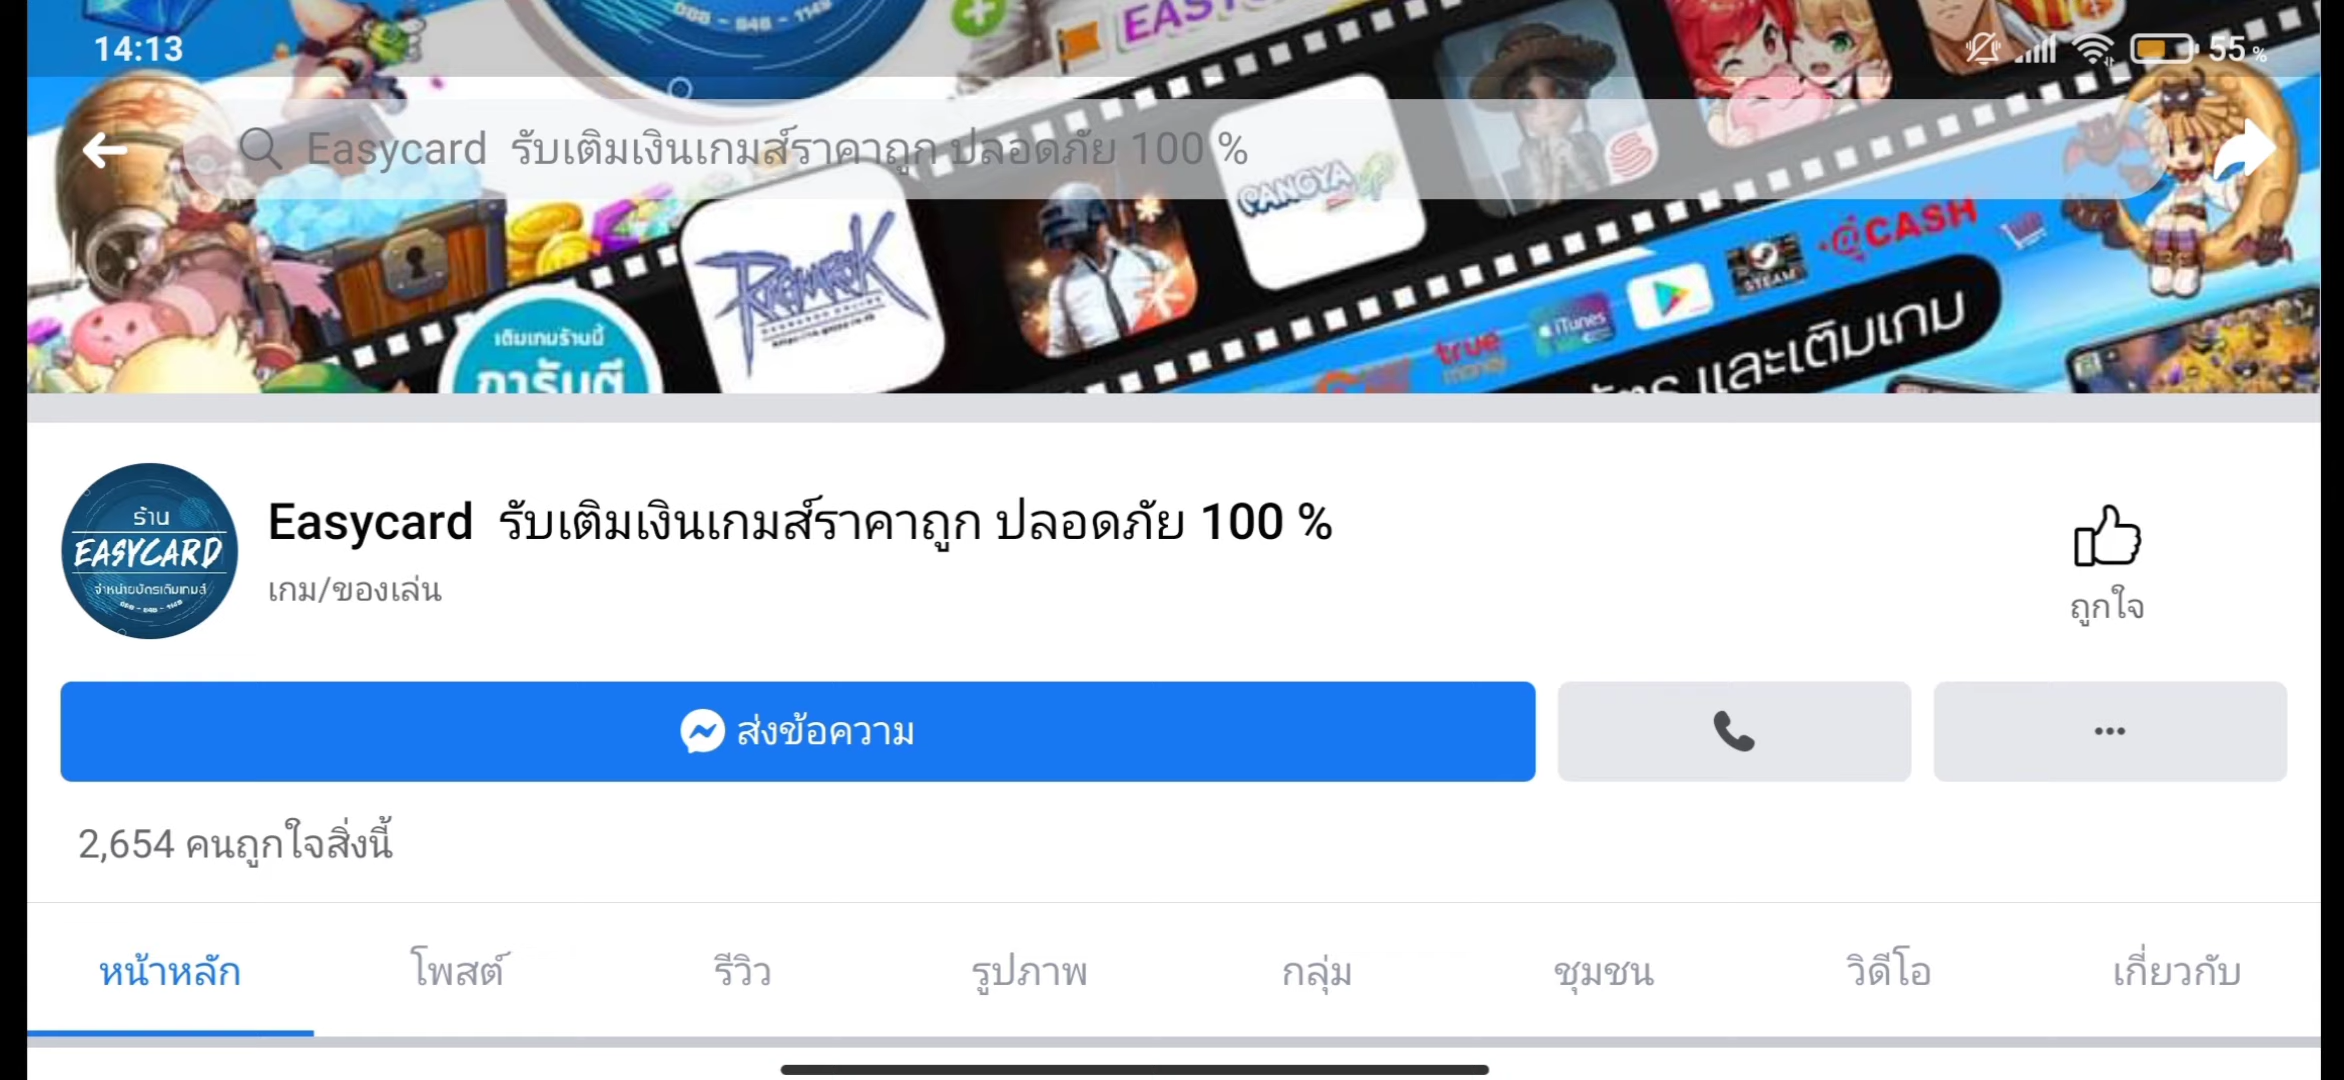 088 - 848 - 1149
14:13
55 %
Easycard รับเติมเงินเกมส์ราคาถูก ปลอดภัย 100 %
PANGYA
RAGNAROK
@CASH
STEAM
iTunes
true
money
และเติมเกม
เติมเกมร้านนี้
การันตี
ร้าน
EASYCARD
จำหน่ายบัตรเติมเกมส์
088 - 848 - 1149
Easycard รับเติมเงินเกมส์ราคาถูก ปลอดภัย 100 %
เกม/ของเล่น
ถูกใจ
ส่งข้อความ
2,654 คนถูกใจสิ่งนี้
หน้าหลัก โพสต์ รีวิว รูปภาพ กลุ่ม ชุมชน วิดีโอ เกี่ยวกับ